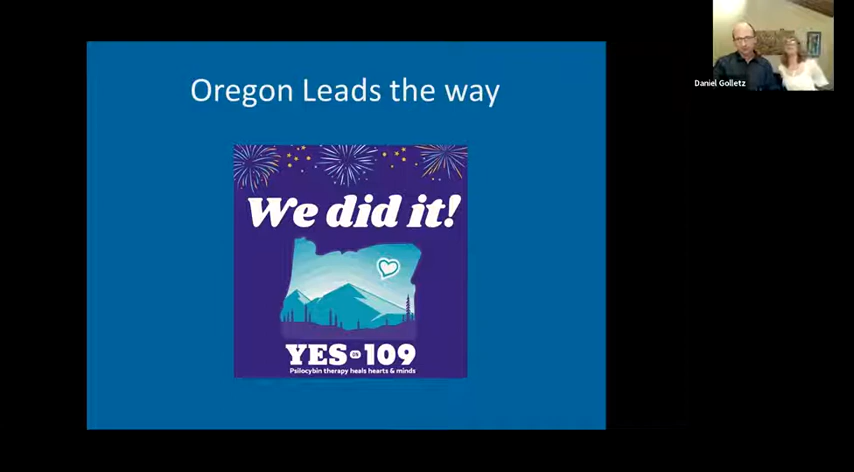 Oregon Leads the way
We did it!
YES ON 109
Psilocybin therapy heals hearts & minds
Daniel Golletz